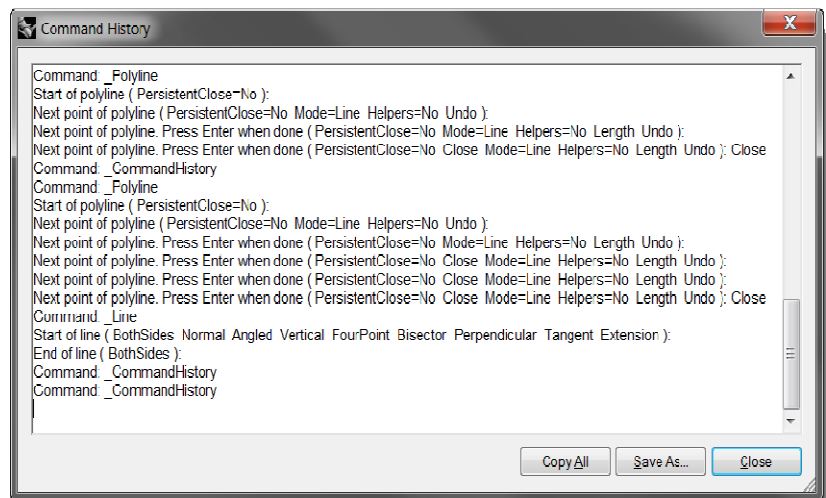 Command History
Command: _Polyline
Start of polyline ( PersistentClose=No ):
Next point of polyline ( PersistentClose=No Mode=Line Helpers=No Undo ):
Next point of polyline. Press Enter when done ( PersistentClose=No Mode=Line Helpers=No Length Undo ):
Next point of polyline. Press Enter when done ( PersistentClose=No Close Mode=Line Helpers=No Length Undo ): Close
Command: _CommandHistory
Command: _Polyline
Start of polyline ( PersistentClose=No ):
Next point of polyline ( PersistentClose=No Mode=Line Helpers=No Undo ):
Next point of polyline. Press Enter when done ( PersistentClose=No Mode=Line Helpers=No Length Undo ):
Next point of polyline. Press Enter when done ( PersistentClose=No Close Mode=Line Helpers=No Length Undo ):
Next point of polyline. Press Enter when done ( PersistentClose=No Close Mode=Line Helpers=No Length Undo ):
Next point of polyline. Press Enter when done ( PersistentClose=No Close Mode=Line Helpers=No Length Undo ): Close
Command: _Line
Start of line ( BothSides Normal Angled Vertical FourPoint Bisector Perpendicular Tangent Extension ):
End of line ( BothSides ):
Command: _CommandHistory
Command: _CommandHistory
Copy All Save As... Close